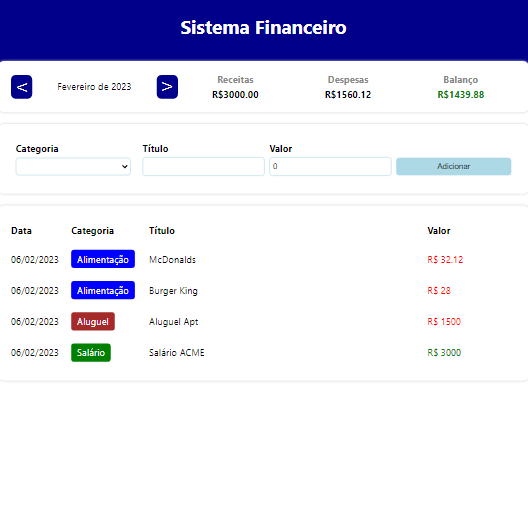 Sistema Financeiro
Receitas Despesas Balanço
< Fevereiro de 2023 > R$3000.00 R$1560.12 R$1439.88
Categoria Título Valor
0 Adicionar
Data Categoria Título Valor
06/02/2023 Alimentação McDonalds R$ 32.12
06/02/2023 Alimentação Burger King R$ 28
06/02/2023 Aluguel Aluguel Apt R$ 1500
06/02/2023 Salário Salário ACME R$ 3000